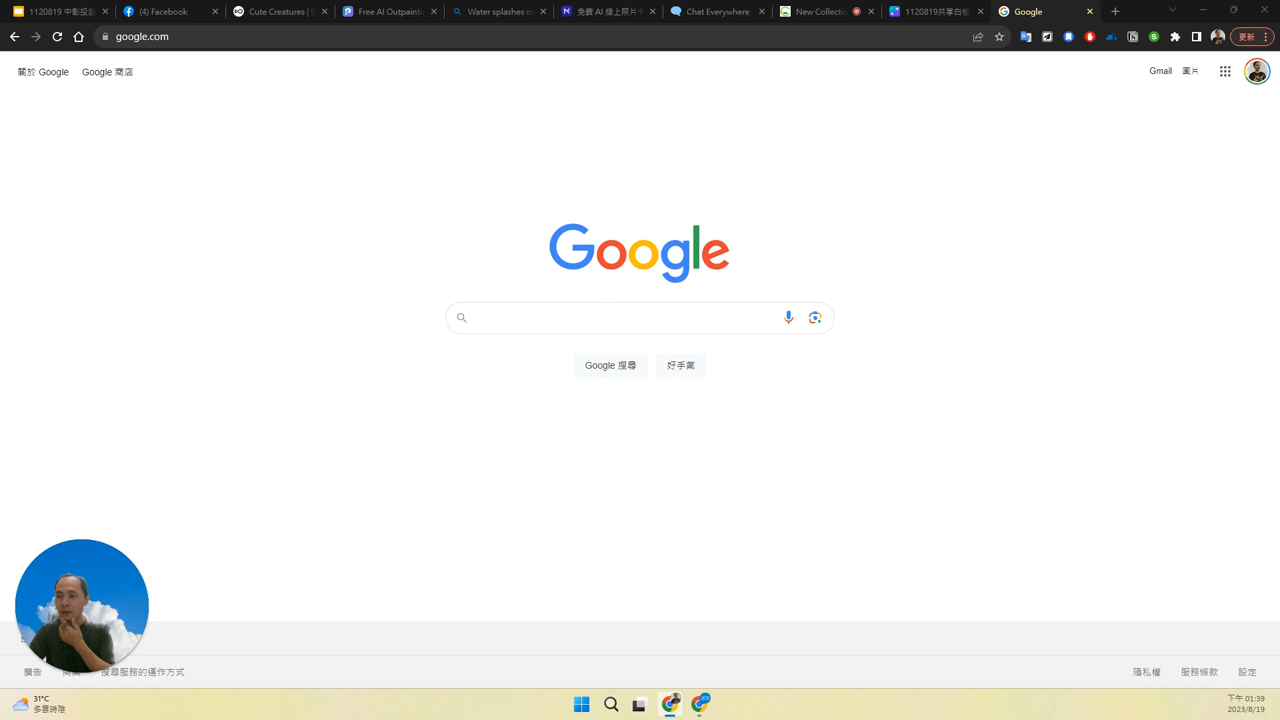 1120819 中彰投創
(4) Facebook
Cute Creatures | S
Free AI Outpaintin
Water splashes o
免費 AI 線上照片卡
Chat Everywhere
New Collectio
1120819共享白板
Google
google.com
更新
關於 Google
Google 商店
Gmail
圖片
Google
Google 搜尋
好手氣
廣告
搜尋服務的運作方式
隱私權
服務條款
設定
31°C
多雲時陰
下午 01:39
2023/8/19